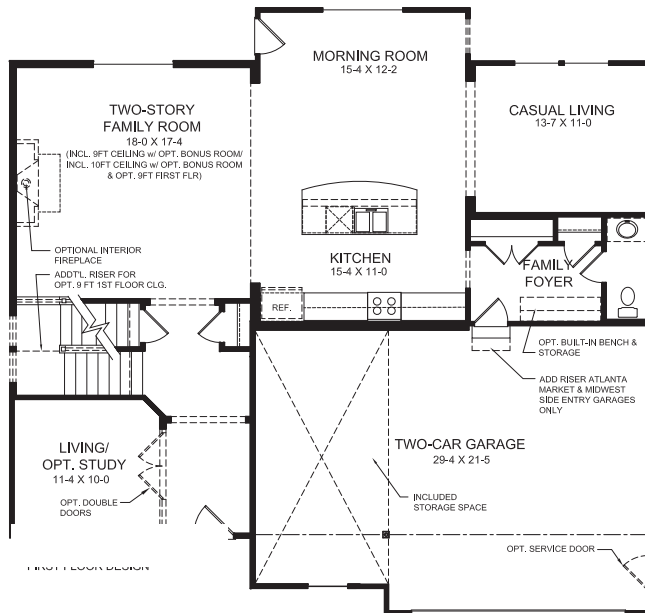 MORNING ROOM
15-4 X 12-2
TWO-STORY
FAMILY ROOM
18-0 X 17-4
(INCL. 9FT CEILING w/ OPT. BONUS ROOM/
INCL. 10FT CEILING w/ OPT. BONUS ROOM
& OPT. 9FT FIRST FLR)
CASUAL LIVING
13-7 X 11-0
OPTIONAL INTERIOR
FIREPLACE
ADDT'L. RISER FOR
OPT. 9 FT 1ST FLOOR CLG.
KITCHEN
15-4 X 11-0
REF.
FAMILY
FOYER
OPT. BUILT-IN BENCH &
STORAGE
ADD RISER ATLANTA
MARKET & MIDWEST
SIDE ENTRY GARAGES
ONLY
LIVING/
OPT. STUDY
11-4 X 10-0
OPT. DOUBLE
DOORS
TWO-CAR GARAGE
29-4 X 21-5
INCLUDED
STORAGE SPACE
OPT. SERVICE DOOR
FIRST FLOOR DESIGN